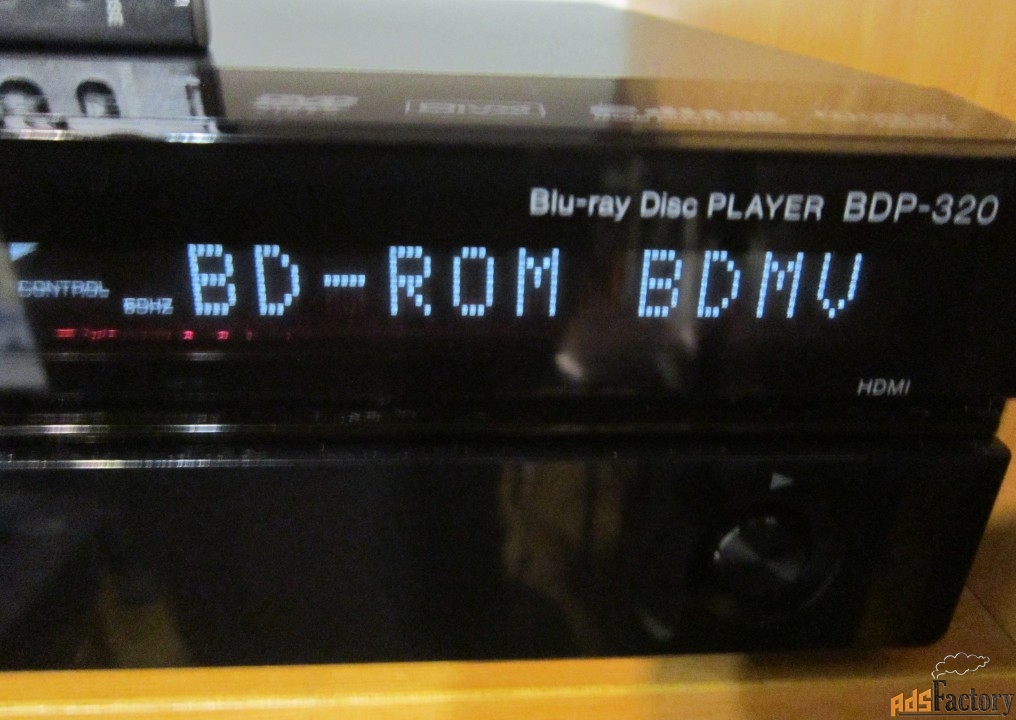 Blu-ray Disc PLAYER BDP-320
BD-ROM BDMV
CONTROL
60HZ
HDMI
AdsFactory